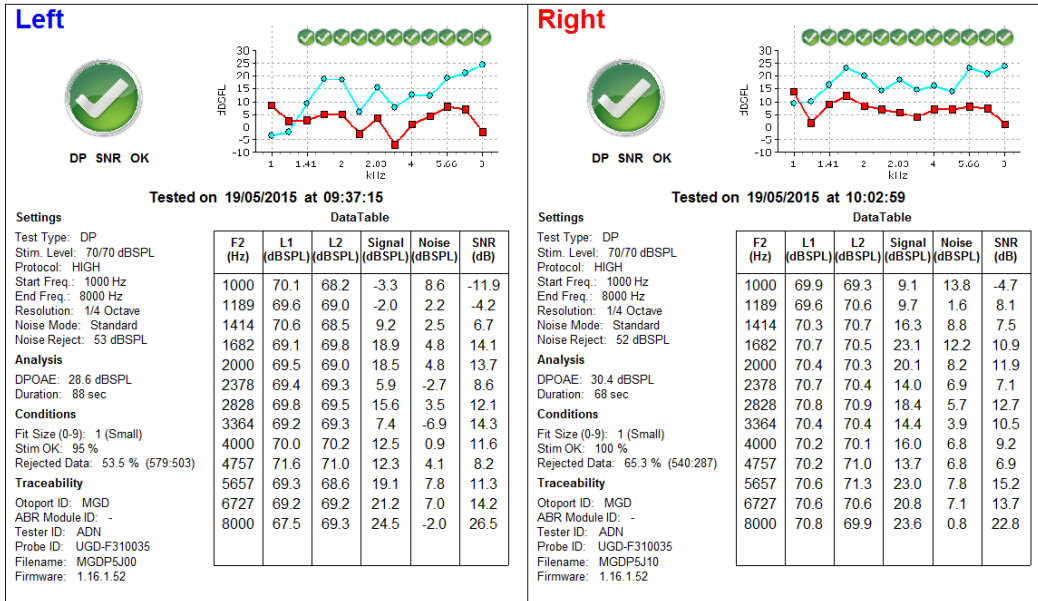 Left
30
25
20
15
10
5
0
-5
-10
dBSPL
1 1.41 2 2.83 4 5.66 8
kHz
DP SNR OK
Tested on 19/05/2015 at 09:37:15
Settings
Test Type: DP
Stim. Level: 70/70 dBSPL
Protocol: HIGH
Start Freq.: 1000 Hz
End Freq.: 8000 Hz
Resolution: 1/4 Octave
Noise Mode: Standard
Noise Reject: 53 dBSPL
Analysis
DPOAE: 28.6 dBSPL
Duration: 88 sec
Conditions
Fit Size (0-9): 1 (Small)
Stim OK: 95 %
Rejected Data: 53.5 % (579:503)
Traceability
Otoport ID: MGD
ABR Module ID: -
Tester ID: ADN
Probe ID: UGD-F310035
Filename: MGDP5J00
Firmware: 1.16.1.52
DataTable
F2 L1 L2 Signal Noise SNR
(Hz) (dBSPL) (dBSPL) (dBSPL) (dBSPL) (dB)
1000 70.1 68.2 -3.3 8.6 -11.9
1189 69.6 69.0 -2.0 2.2 -4.2
1414 70.6 68.5 9.2 2.5 6.7
1682 69.1 69.8 18.9 4.8 14.1
2000 69.5 69.0 18.5 4.8 13.7
2378 69.4 69.3 5.9 -2.7 8.6
2828 69.8 69.5 15.6 3.5 12.1
3364 69.2 69.3 7.4 -6.9 14.3
4000 70.0 70.2 12.5 0.9 11.6
4757 71.6 71.0 12.3 4.1 8.2
5657 69.3 68.6 19.1 7.8 11.3
6727 69.2 69.2 21.2 7.0 14.2
8000 67.5 69.3 24.5 -2.0 26.5
Right
30
25
20
15
10
5
0
-5
-10
dBSPL
1 1.41 2 2.83 4 5.66 8
kHz
DP SNR OK
Tested on 19/05/2015 at 10:02:59
Settings
Test Type: DP
Stim. Level: 70/70 dBSPL
Protocol: HIGH
Start Freq.: 1000 Hz
End Freq.: 8000 Hz
Resolution: 1/4 Octave
Noise Mode: Standard
Noise Reject: 52 dBSPL
Analysis
DPOAE: 30.4 dBSPL
Duration: 68 sec
Conditions
Fit Size (0-9): 1 (Small)
Stim OK: 100 %
Rejected Data: 65.3 % (540:287)
Traceability
Otoport ID: MGD
ABR Module ID: -
Tester ID: ADN
Probe ID: UGD-F310035
Filename: MGDP5J10
Firmware: 1.16.1.52
DataTable
F2 L1 L2 Signal Noise SNR
(Hz) (dBSPL) (dBSPL) (dBSPL) (dBSPL) (dB)
1000 69.9 69.3 9.1 13.8 -4.7
1189 69.6 70.6 9.7 1.6 8.1
1414 70.3 70.7 16.3 8.8 7.5
1682 70.7 70.5 23.1 12.2 10.9
2000 70.4 70.3 20.1 8.2 11.9
2378 70.7 70.4 14.0 6.9 7.1
2828 70.8 70.9 18.4 5.7 12.7
3364 70.4 70.4 14.4 3.9 10.5
4000 70.2 70.1 16.0 6.8 9.2
4757 70.2 71.0 13.7 6.8 6.9
5657 70.6 71.3 23.0 7.8 15.2
6727 70.6 70.6 20.8 7.1 13.7
8000 70.8 69.9 23.6 0.8 22.8